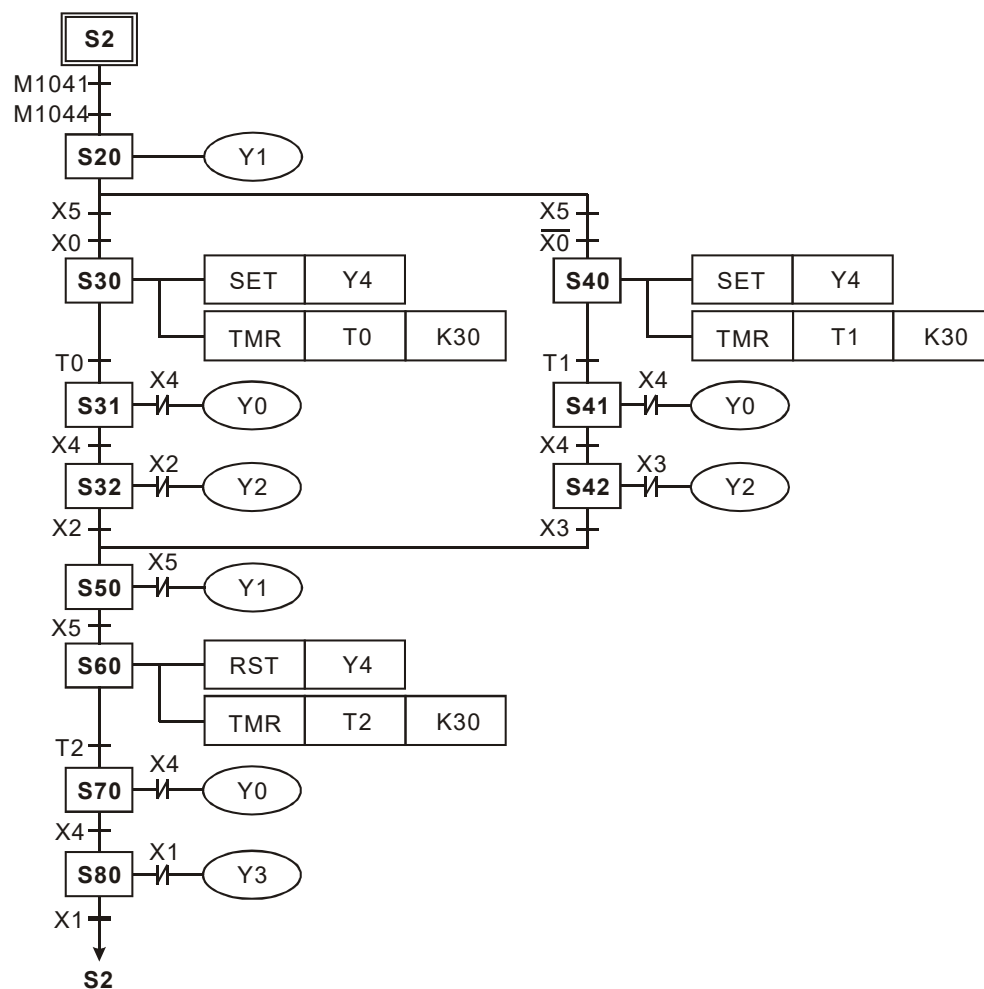 S2
M1041
M1044
S20 Y1
X5 X5
X0 X0
S30 SET Y4 S40 SET Y4
TMR T0 K30 TMR T1 K30
T0 T1
X4 X4
S31 Y0 S41 Y0
X4 X4
X2 X3
S32 Y2 S42 Y2
X2 X3
X5
S50 Y1
X5
S60 RST Y4
TMR T2 K30
T2
X4
S70 Y0
X4
X1
S80 Y3
X1
S2